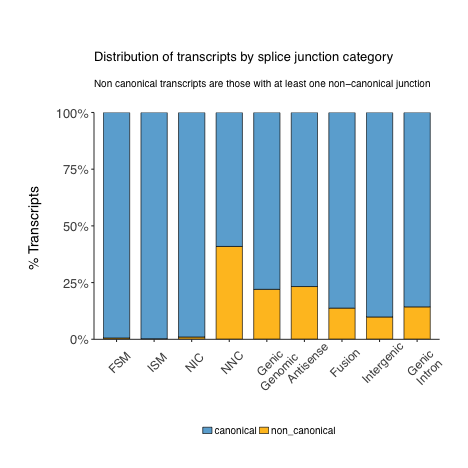 Distribution of transcripts by splice junction category
Non canonical transcripts are those with at least one non−canonical junction
% Transcripts
100%
75%
50%
25%
0%
FSM
ISM
NIC
NNC
Genic
Genomic
Antisense
Fusion
Intergenic
Genic
Intron
canonical
non_canonical